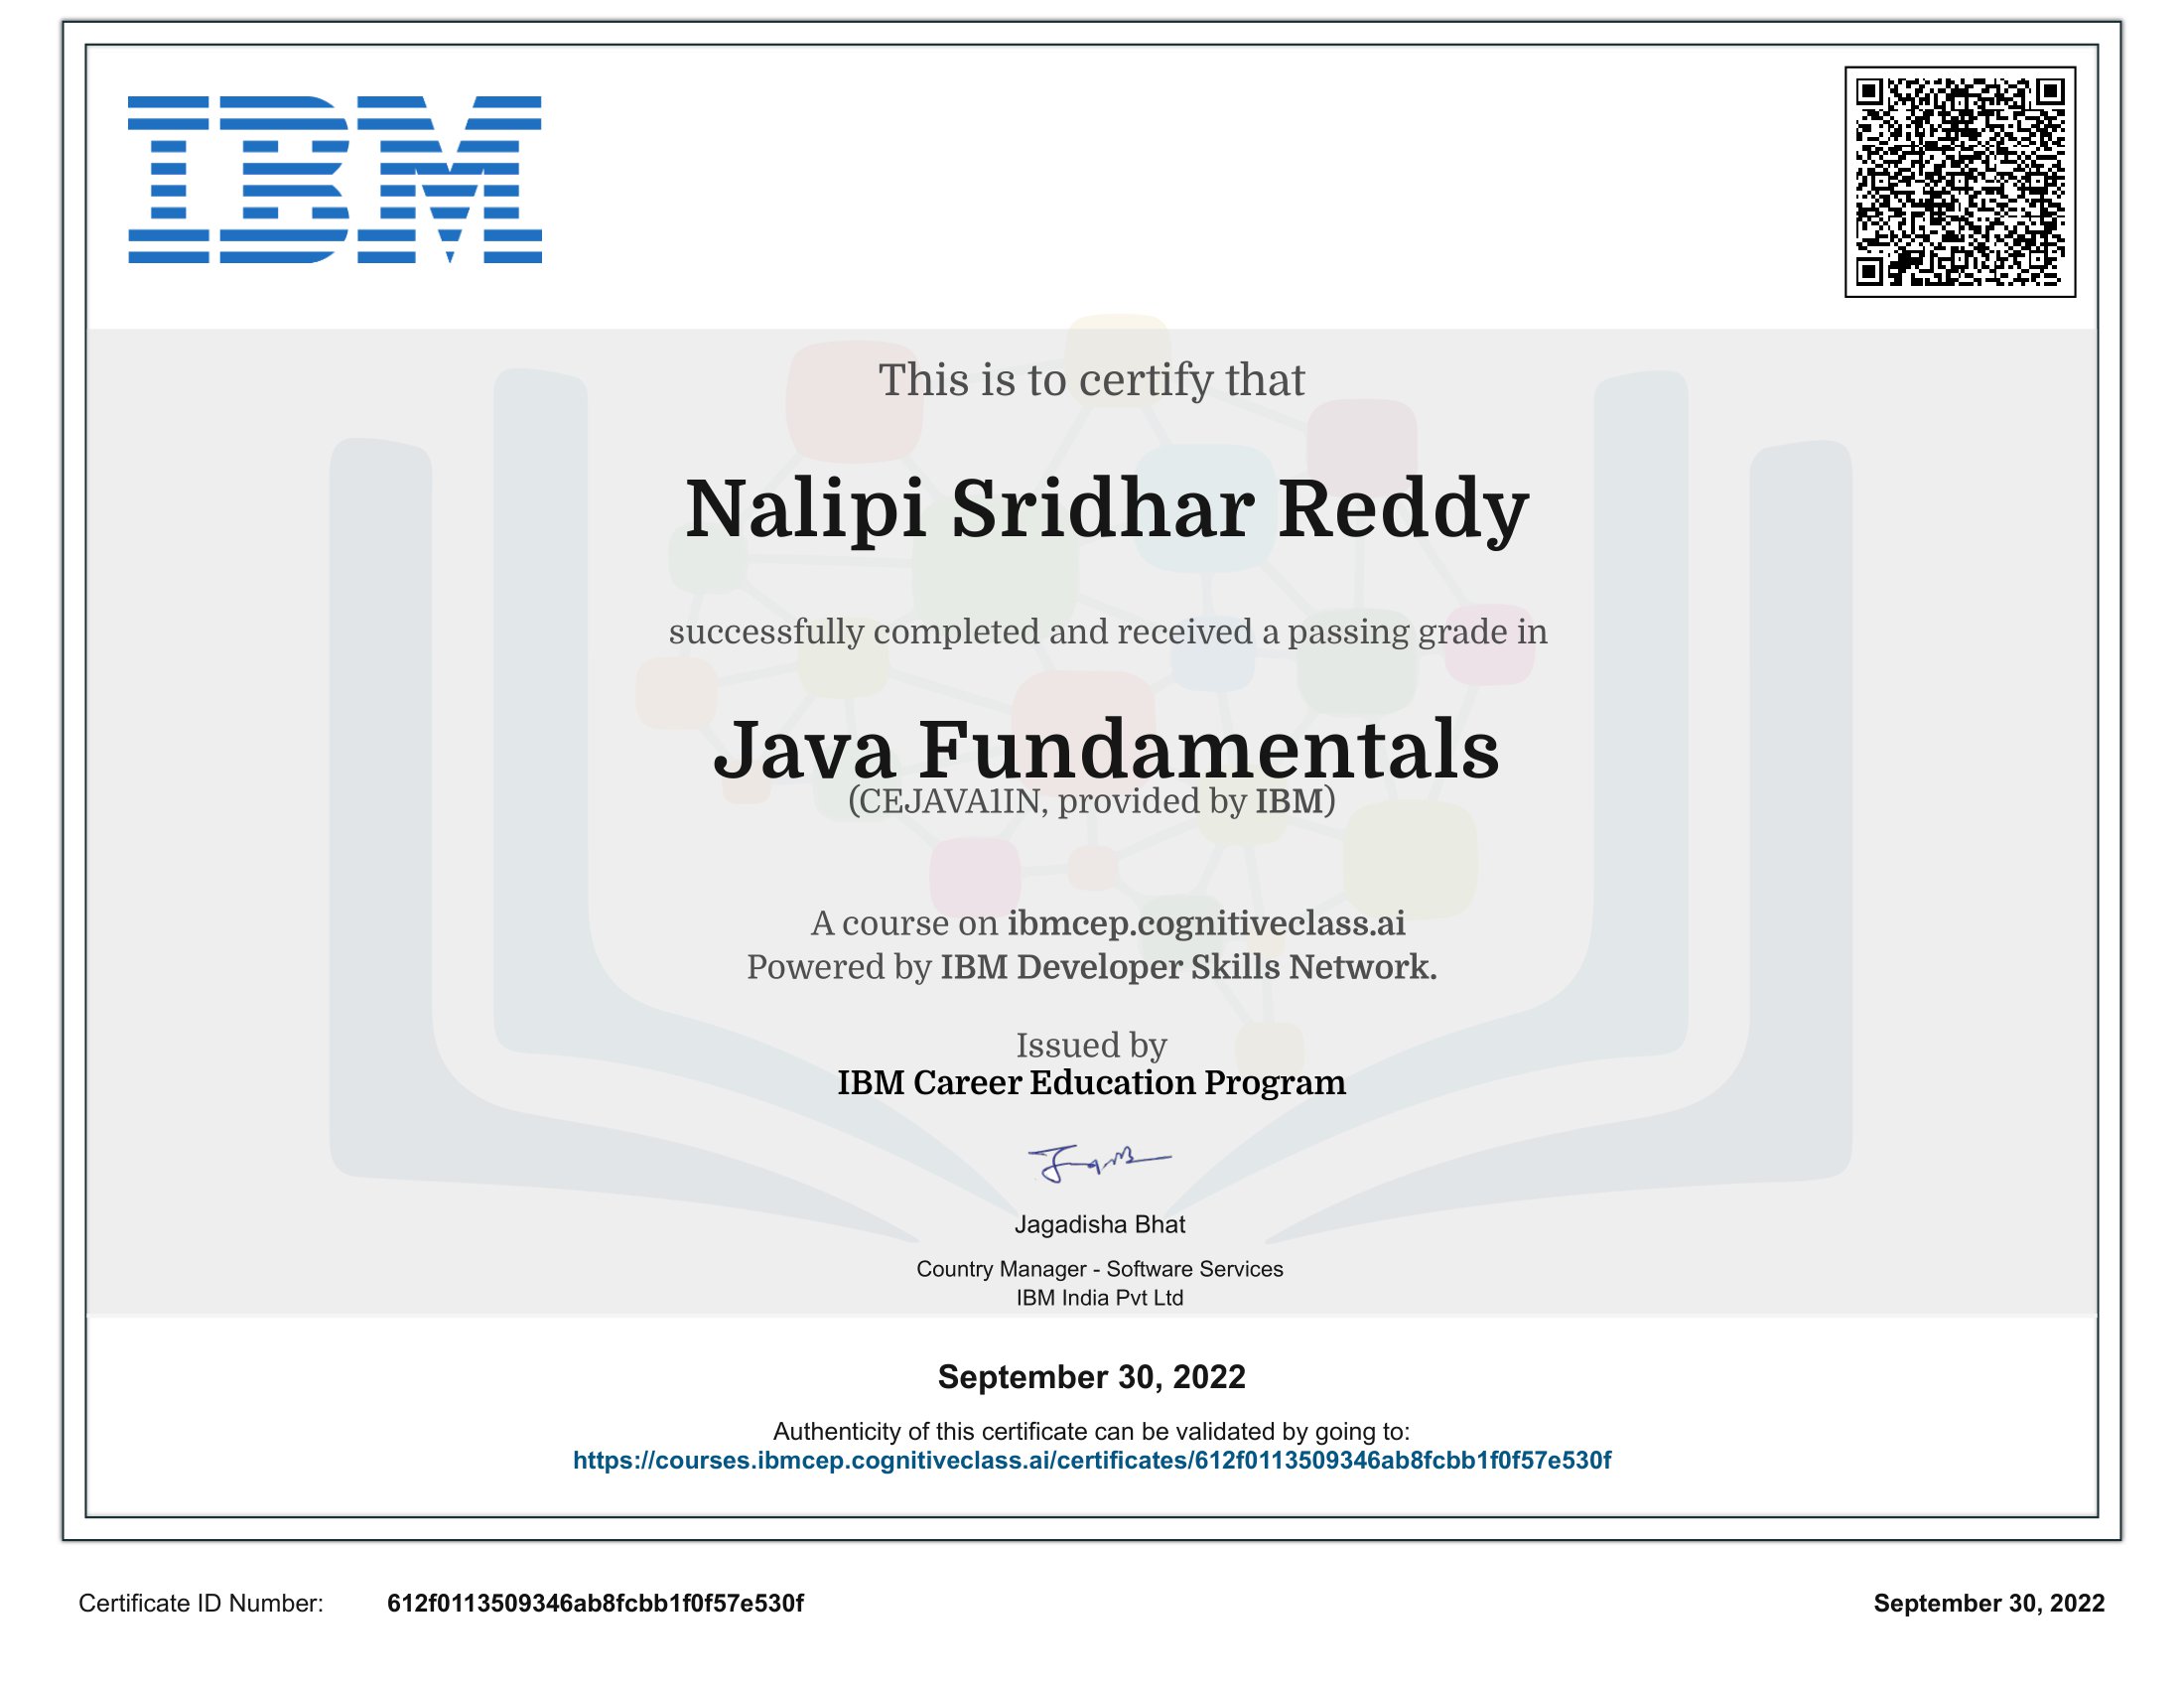 IBM
This is to certify that
Nalipi Sridhar Reddy
successfully completed and received a passing grade in
Java Fundamentals
(CEJAVA1IN, provided by IBM)
A course on ibmcep.cognitiveclass.ai
Powered by IBM Developer Skills Network.
Issued by
IBM Career Education Program
Jagadisha Bhat
Country Manager - Software Services
IBM India Pvt Ltd
September 30, 2022
Authenticity of this certificate can be validated by going to:
https://courses.ibmcep.cognitiveclass.ai/certificates/612f0113509346ab8fcbb1f0f57e530f
Certificate ID Number: 612f0113509346ab8fcbb1f0f57e530f September 30, 2022